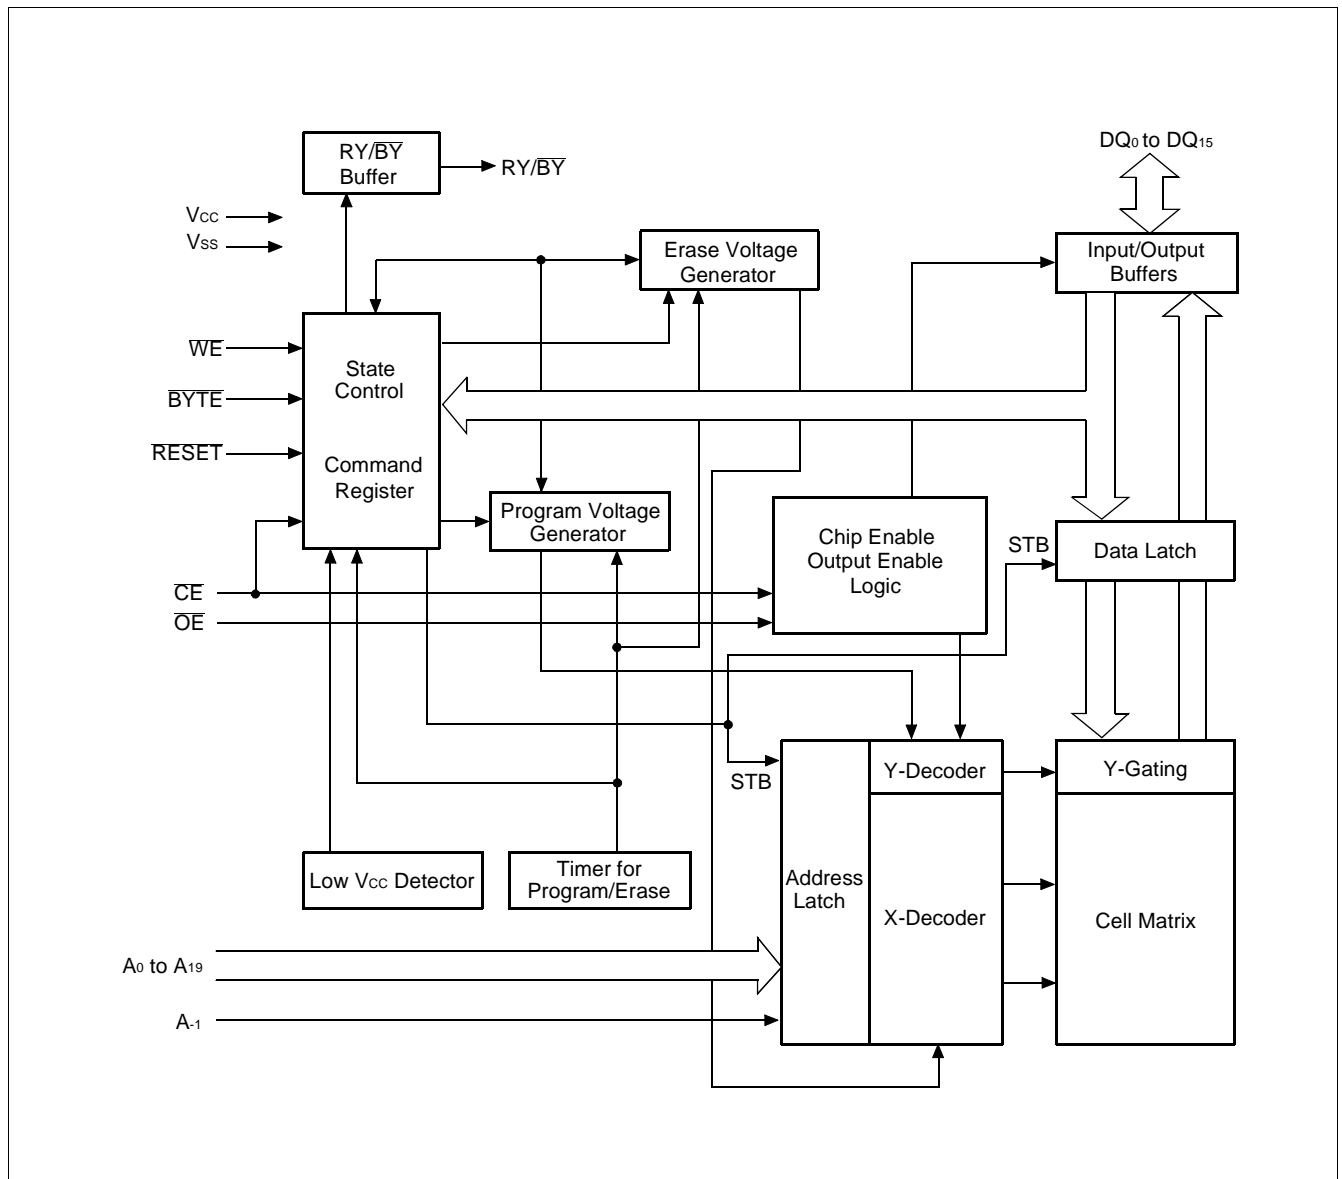 RY/BY
Buffer
RY/BY
DQ0 to DQ15
VCC
VSS
Erase Voltage
Generator
Input/Output
Buffers
WE
BYTE
RESET
State
Control
Command
Register
Program Voltage
Generator
Chip Enable
Output Enable
Logic
STB
Data Latch
CE
OE
STB
Address
Latch
Y-Decoder
X-Decoder
Y-Gating
Cell Matrix
Low VCC Detector
Timer for
Program/Erase
A0 to A19
A-1